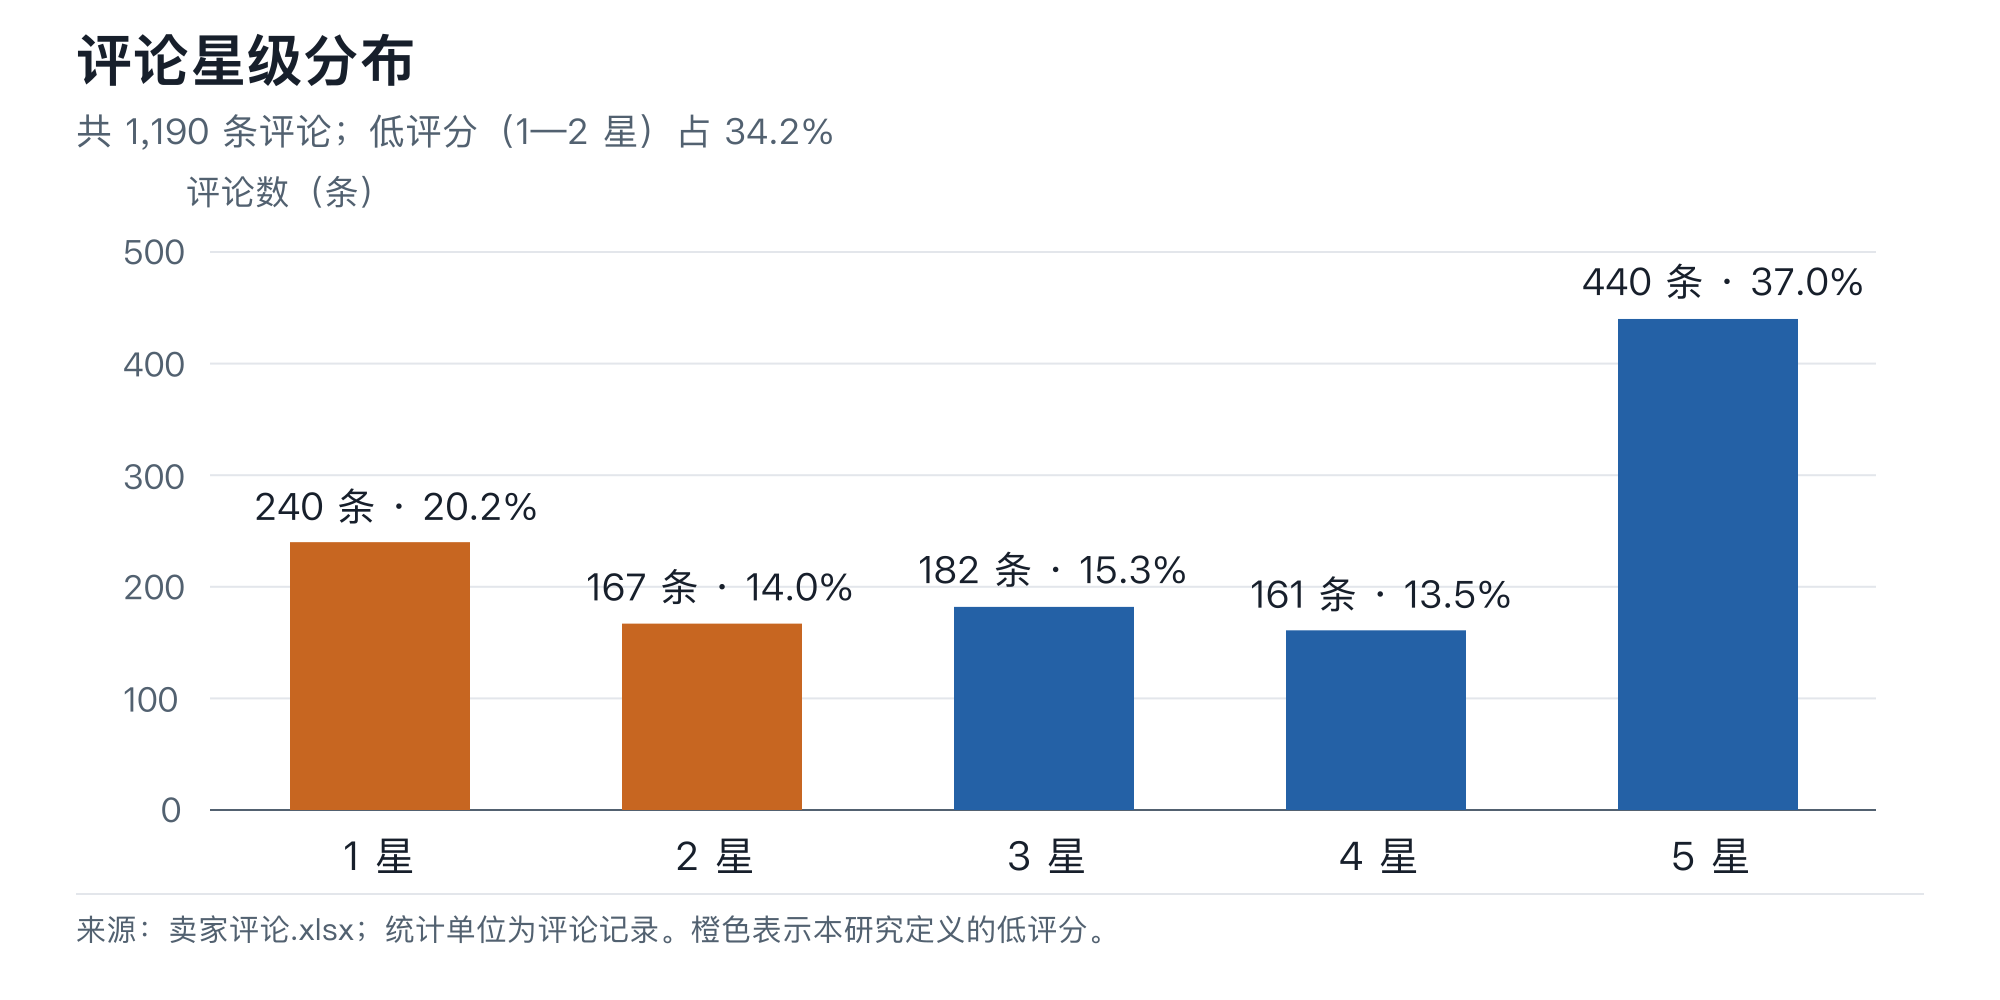 评论星级分布
共 1,190 条评论；低评分（1—2 星）占 34.2%
评论数（条）
500
400
300
200
100
0
240 条 · 20.2%
167 条 · 14.0%
182 条 · 15.3%
161 条 · 13.5%
440 条 · 37.0%
1 星
2 星
3 星
4 星
5 星
来源：卖家评论.xlsx；统计单位为评论记录。橙色表示本研究定义的低评分。